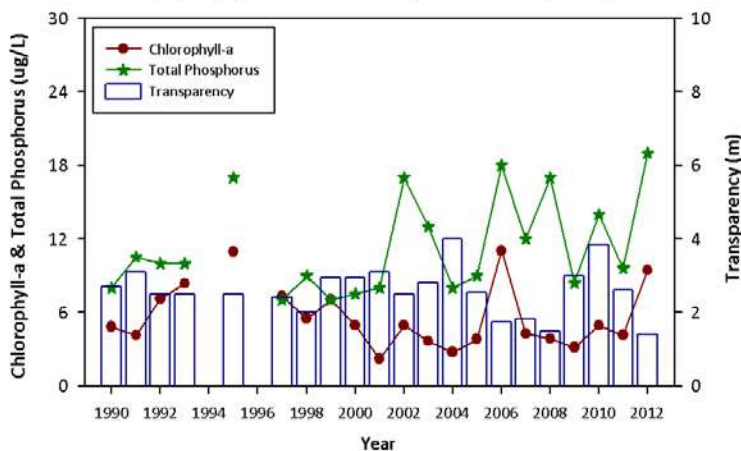 30
24
18
12
6
0
Chlorophyll-a & Total Phosphorus (ug/L)
Chlorophyll-a
Total Phosphorus
Transparency
10
8
6
4
2
0
Transparency (m)
1990 1992 1994 1996 1998 2000 2002 2004 2006 2008 2010 2012
Year